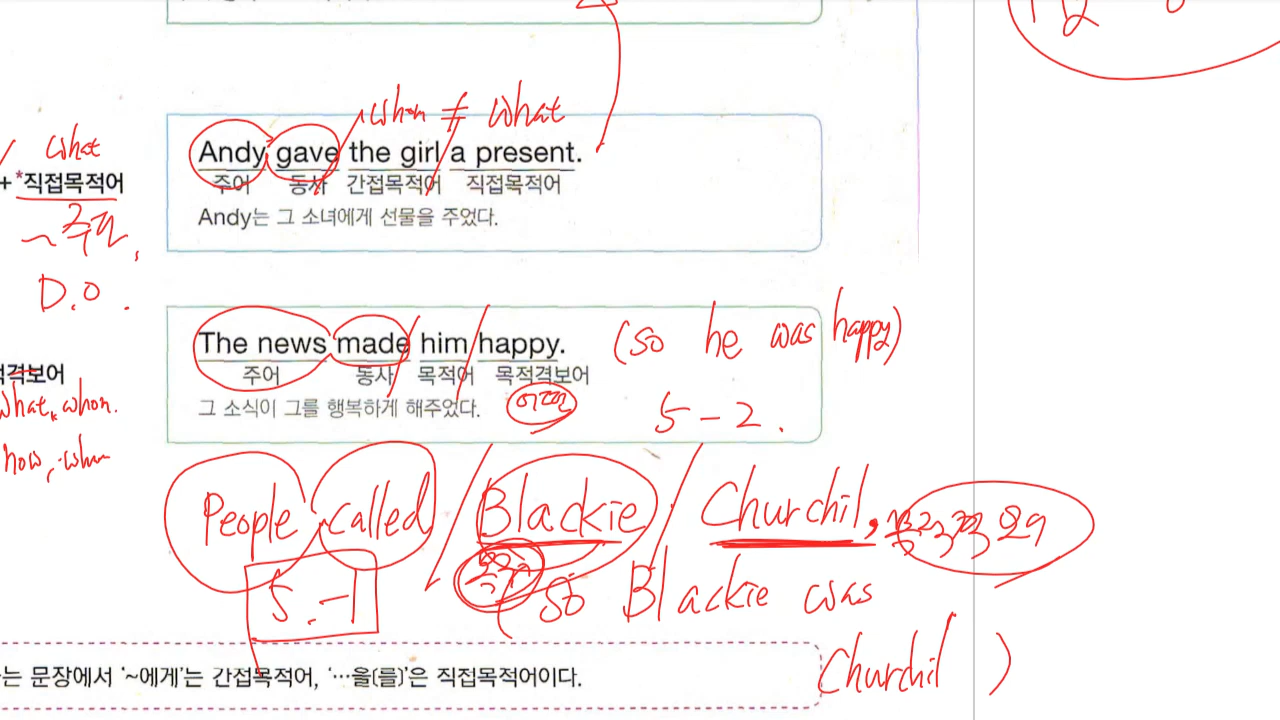 whom ≠ what
Andy gave the girl a present.
주어 동사 간접목적어 직접목적어
Andy는 그 소녀에게 선물을 주었다.
what
+ *직접목적어
D.O.
The news made him happy.
(so he was happy)
주어 동사 목적어 목적격보어
그 소식이 그를 행복하게 해주었다.
5-2.
적격보어
what, whom.
how,
People called Blackie Churchil,
5-1
(so Blackie was
Churchil)
는 문장에서 '~에게'는 간접목적어, '…을(를)'은 직접목적어이다.